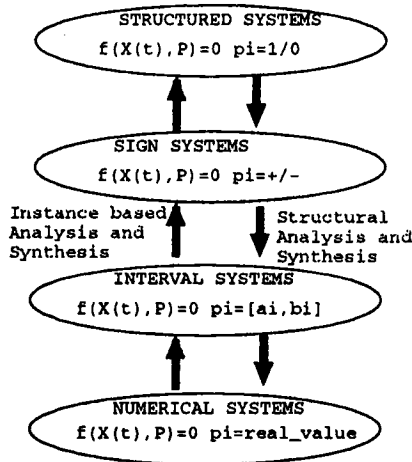 STRUCTURED SYSTEMS
f(X(t),P)=0 pi=1/0
SIGN SYSTEMS
f(X(t),P)=0 pi=+/-
Instance based
Analysis and
Synthesis
Structural
Analysis and
Synthesis
INTERVAL SYSTEMS
f(X(t),P)=0 pi=[ai,bi]
NUMERICAL SYSTEMS
f(X(t),P)=0 pi=real_value